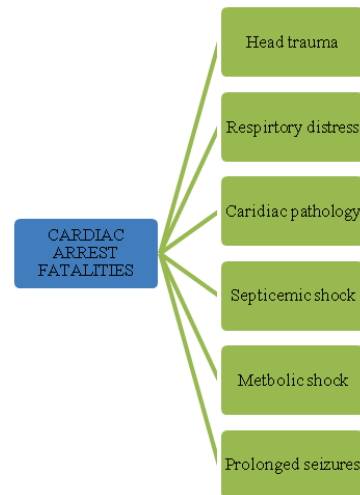 Head trauma
Respirtory distress
Caridiac pathology
CARDIAC
ARREST
FATALITIES
Septicemic shock
Metbolic shock
Prolonged seizures